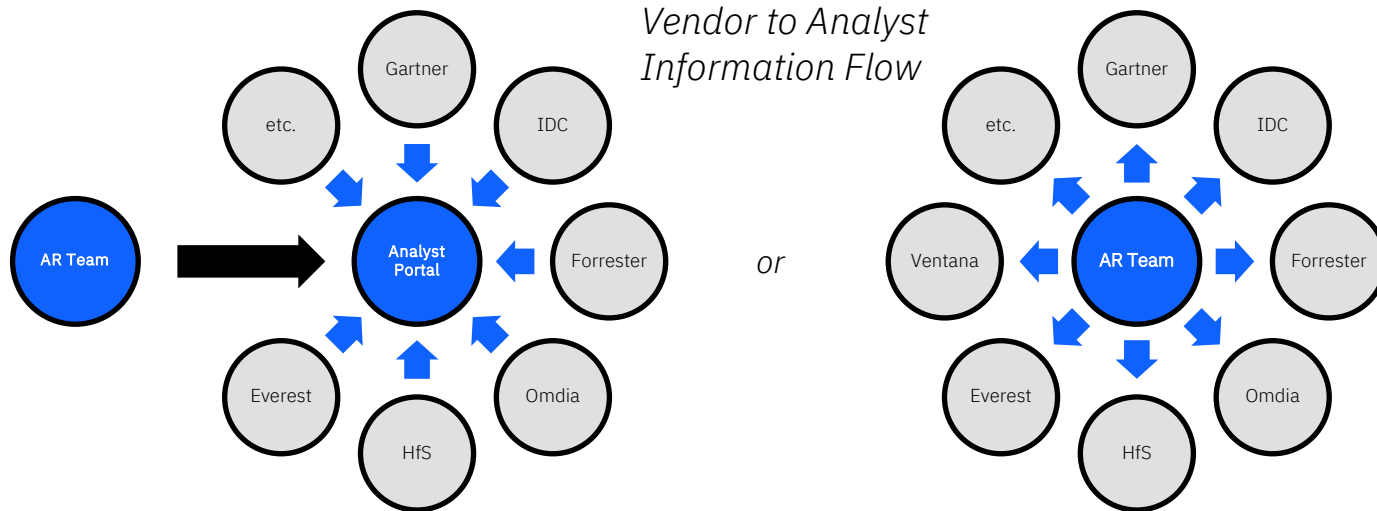 Vendor to Analyst
Information Flow
Gartner
etc.
IDC
AR Team
Analyst
Portal
Forrester
Everest
Omdia
HfS
or
Gartner
etc.
IDC
Ventana
AR Team
Forrester
Everest
Omdia
HfS